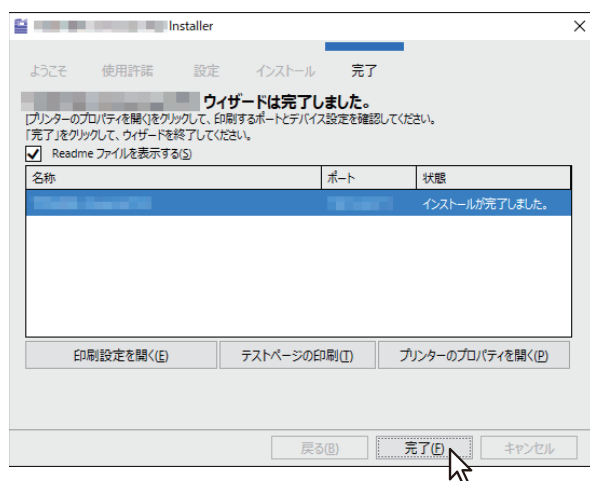 Installer
ようこそ 使用許諾 設定 インストール 完了
ウィザードは完了しました。
[プリンターのプロパティを開く]をクリックして、印刷するポートとデバイス設定を確認してください。
「完了」をクリックして、ウィザードを終了してください。
Readme ファイルを表示する(S)
名称 ポート 状態
インストールが完了しました。
印刷設定を開く(E) テストページの印刷(T) プリンターのプロパティを開く(P)
戻る(B) 完了(F) キャンセル